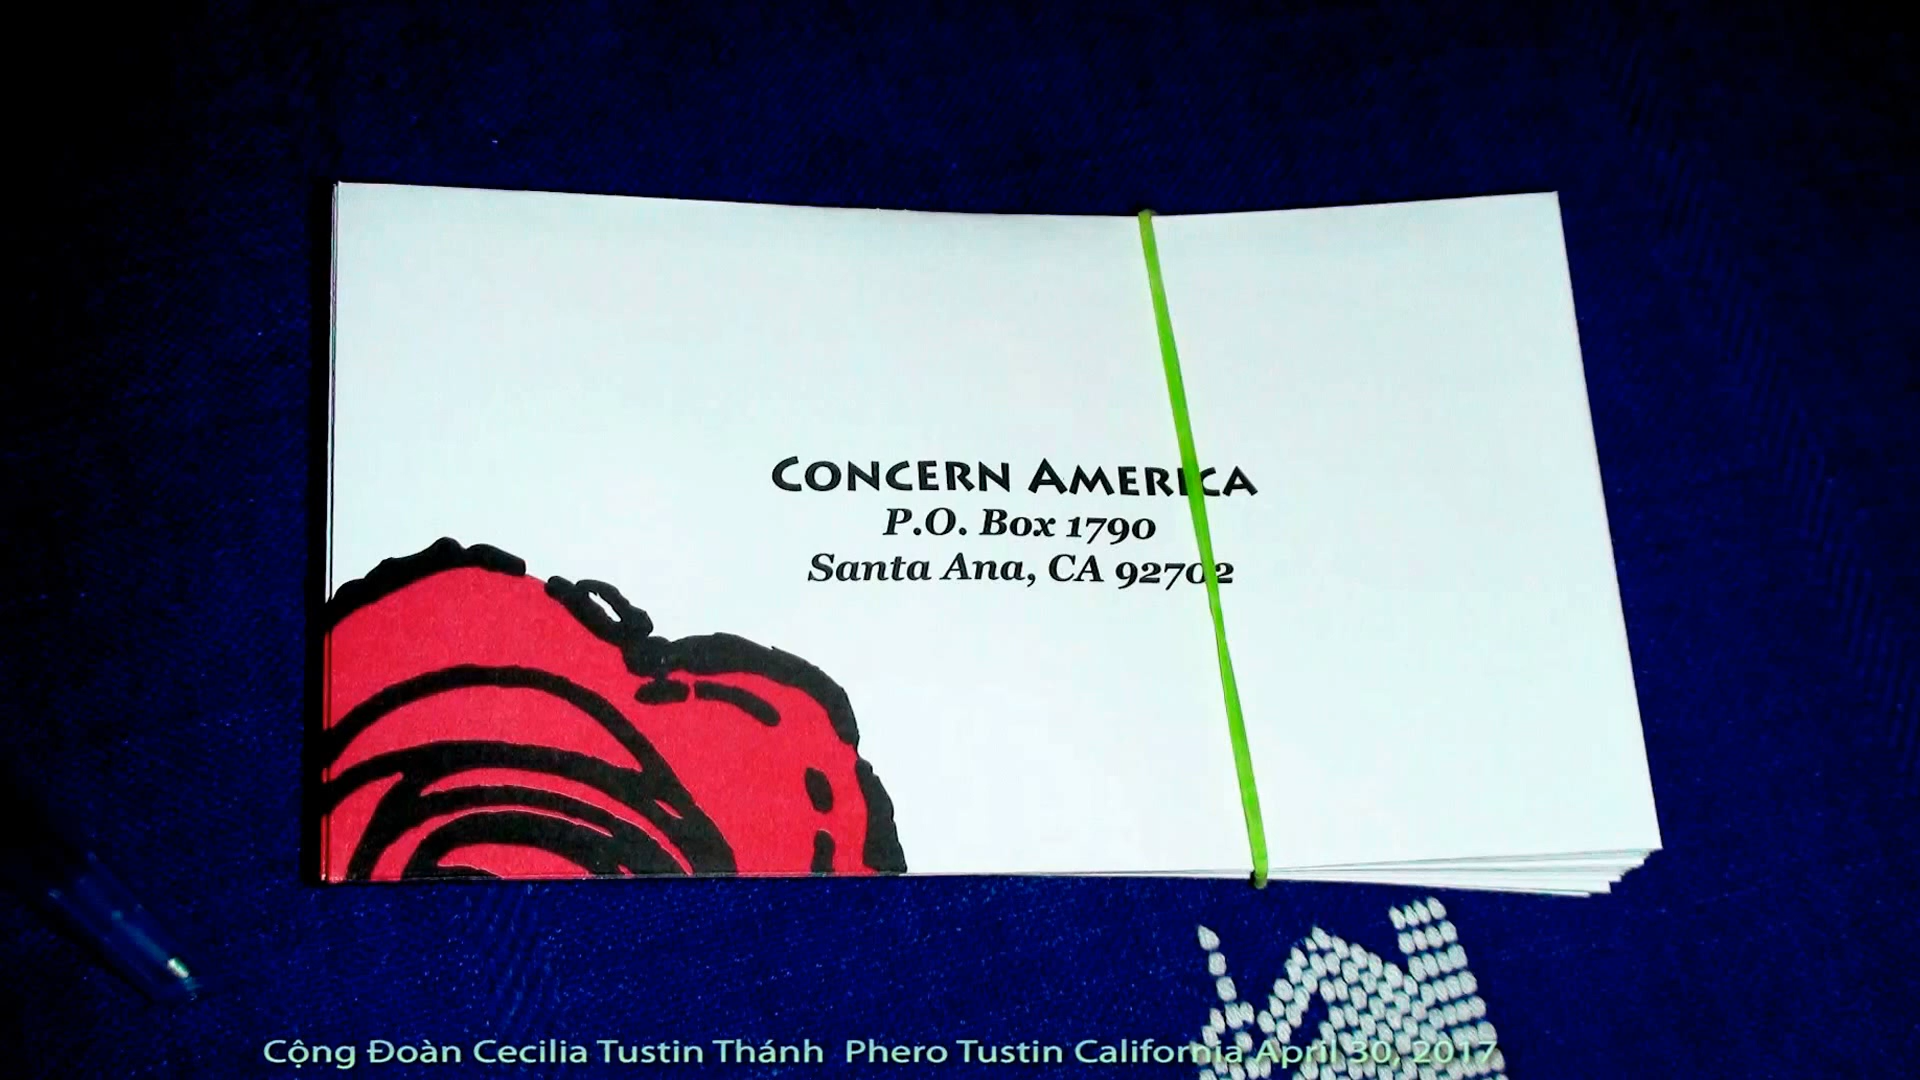 CONCERN AMERICA
P.O. Box 1790
Santa Ana, CA 92702
Cộng Đoàn Cecilia Tustin Thánh Phero Tustin California April 30, 2017